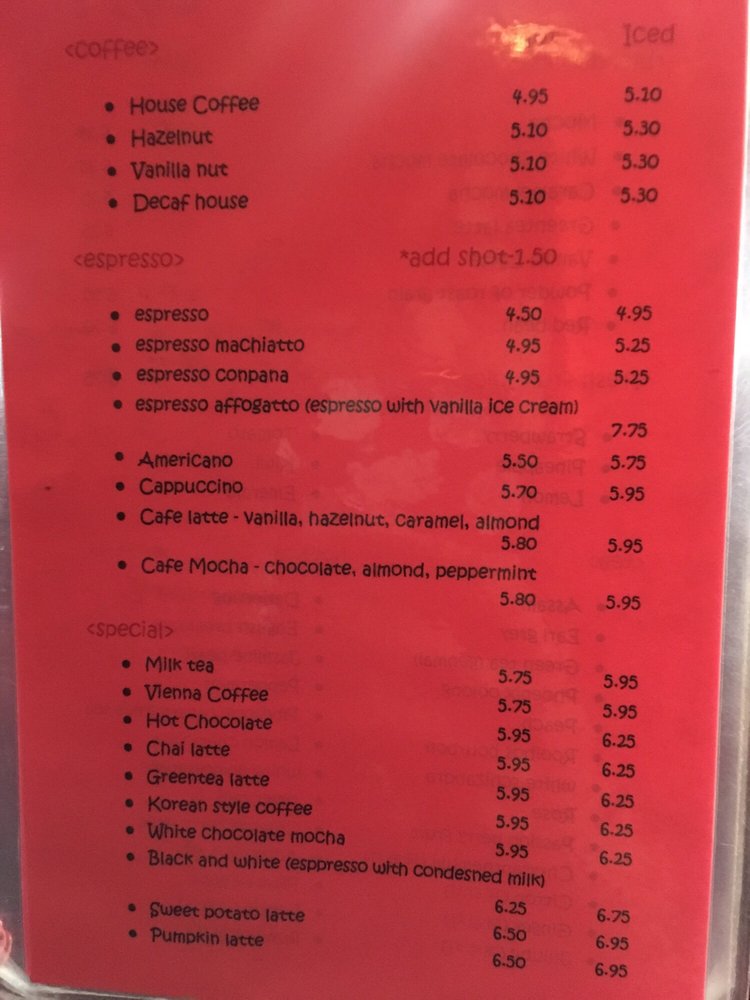 <coffee> Iced
• House Coffee 4.95 5.10
• Hazelnut 5.10 5.30
• Vanilla nut 5.10 5.30
• Decaf house 5.10 5.30
<espresso> *add shot-1.50
• espresso 4.50 4.95
• espresso machiatto 4.95 5.25
• espresso conpana 4.95 5.25
• espresso affogatto (espresso with vanilla ice cream)
7.75
• Americano 5.50 5.75
• Cappuccino 5.70 5.95
• Cafe latte - vanilla, hazelnut, caramel, almond
5.80 5.95
• Cafe Mocha - chocolate, almond, peppermint
5.80 5.95
<special>
• Milk tea 5.75 5.95
• Vienna Coffee 5.75 5.95
• Hot Chocolate 5.95 6.25
• Chai latte 5.95 6.25
• Greentea latte 5.95 6.25
• Korean style coffee 5.95 6.25
• White chocolate mocha 5.95 6.25
• Black and white (esppresso with condesned milk)
6.25 6.75
• Sweet potato latte 6.50 6.95
• Pumpkin latte 6.50 6.95